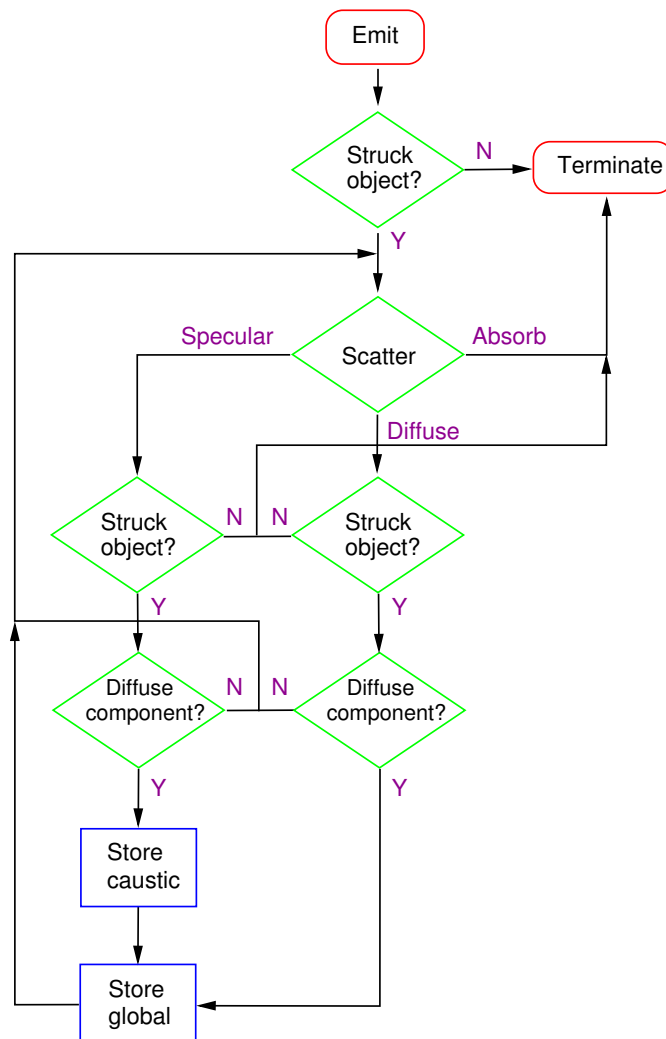 Emit
Struck
object?
N
Terminate
Y
Specular
Scatter
Absorb
Diffuse
Struck
object?
N
N
Struck
object?
Y
Y
Diffuse
component?
N
N
Diffuse
component?
Y
Y
Store
caustic
Store
global